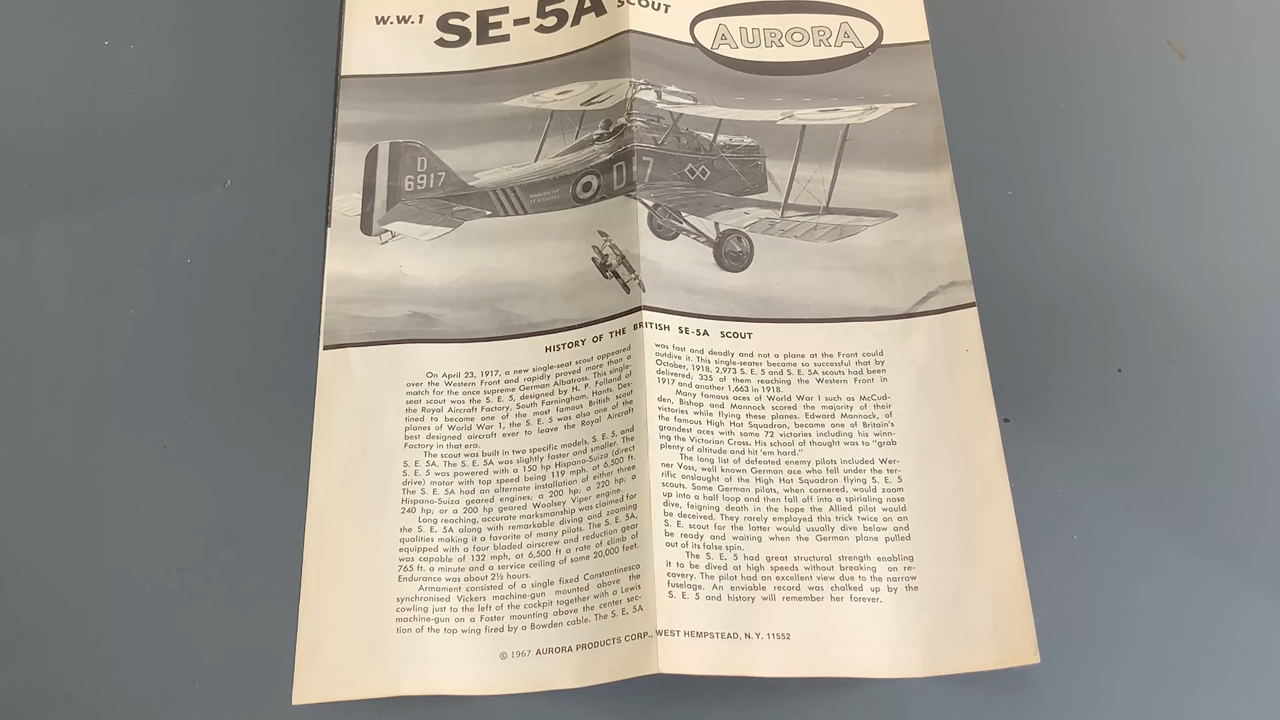 W.W.1 SE-5A SCOUT
AURORA
D
6917
D 7
HISTORY OF THE BRITISH SE-5A SCOUT
On April 23, 1917, a new single-seat scout appeared
over the Western Front and rapidly proved more than a
match for the once supreme German Albatross. This single-
seat scout was the S. E. 5, designed by H. P. Folland of
the Royal Aircraft Factory, South Farningham, Hants. Des-
tined to become one of the most famous British scout
planes of World War 1, the S. E. 5 was also one of the
best designed aircraft ever to leave the Royal Aircraft
Factory in that era.
The scout was built in two specific models, S. E. 5, and
S. E. 5A. The S. E. 5A was slightly faster and smaller. The
S. E. 5 was powered with a 150 hp Hispano-Suiza (direct
drive) motor with top speed being 119 mph. at 6,500 ft.
The S. E. 5A had an alternate installation of either three
Hispano-Suiza geared engines; a 200 hp; a 220 hp; a
240 hp; or a 200 hp geared Woolsey Viper engine.
Long reaching, accurate marksmanship was claimed for
the S. E. 5A along with remarkable diving and zooming
qualities making it a favorite of many pilots. The S. E. 5A,
equipped with a four bladed airscrew and reduction gear
was capable of 132 mph, at 6,500 ft a rate of climb of
765 ft. a minute and a service ceiling of some 20,000 feet.
Endurance was about 2½ hours.
Armament consisted of a single fixed Constantinesco
synchronised Vickers machine-gun mounted above the
cowling just to the left of the cockpit together with a Lewis
machine-gun on a Foster mounting above the center sec-
tion of the top wing fired by a Bowden cable. The S. E. 5A
was fast and deadly and not a plane at the Front could
outdive it. This single-seater became so successful that by
October, 1918, 2,973 S. E. 5 and S. E. 5A scouts had been
delivered; 335 of them reaching the Western Front in
1917 and another 1,663 in 1918.
Many famous aces of World War I such as McCud-
den, Bishop and Mannock scored the majority of their
victories while flying these planes. Edward Mannock, of
the famous High Hat Squadron, became one of Britain's
grandest aces with some 72 victories including his winn-
ing the Victorian Cross. His school of thought was to "grab
plenty of altitude and hit 'em hard."
The long list of defeated enemy pilots included Wer-
ner Voss, well known German ace who fell under the ter-
rific onslaught of the High Hat Squadron flying S. E. 5
scouts. Some German pilots, when cornered, would zoom
up into a half loop and then fall off into a spirialing nose
dive, feigning death in the hope the Allied pilot would
be deceived. They rarely employed this trick twice on an
S. E. scout for the latter would usually dive below and
be ready and waiting when the German plane pulled
out of its false spin.
The S. E. 5 had great structural strength enabling
it to be dived at high speeds without breaking on re-
covery. The pilot had an excellent view due to the narrow
fuselage. An enviable record was chalked up by the
S. E. 5 and history will remember her forever.
© 1967 AURORA PRODUCTS CORP., WEST HEMPSTEAD, N.Y. 11552